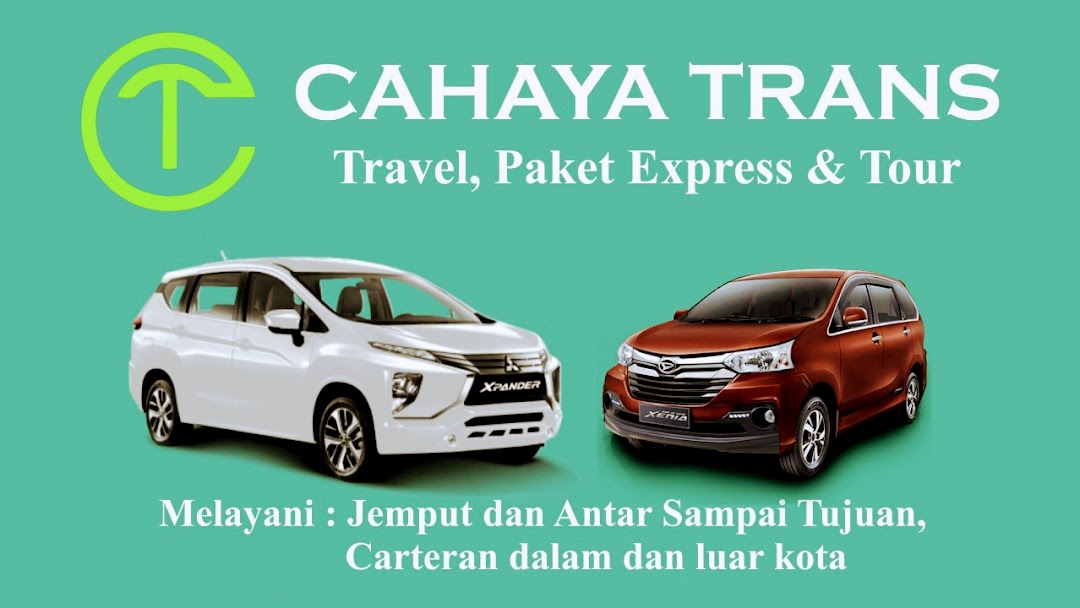 CAHAYA TRANS
Travel, Paket Express & Tour
XPANDER
XENIA
Melayani : Jemput dan Antar Sampai Tujuan,
Carteran dalam dan luar kota